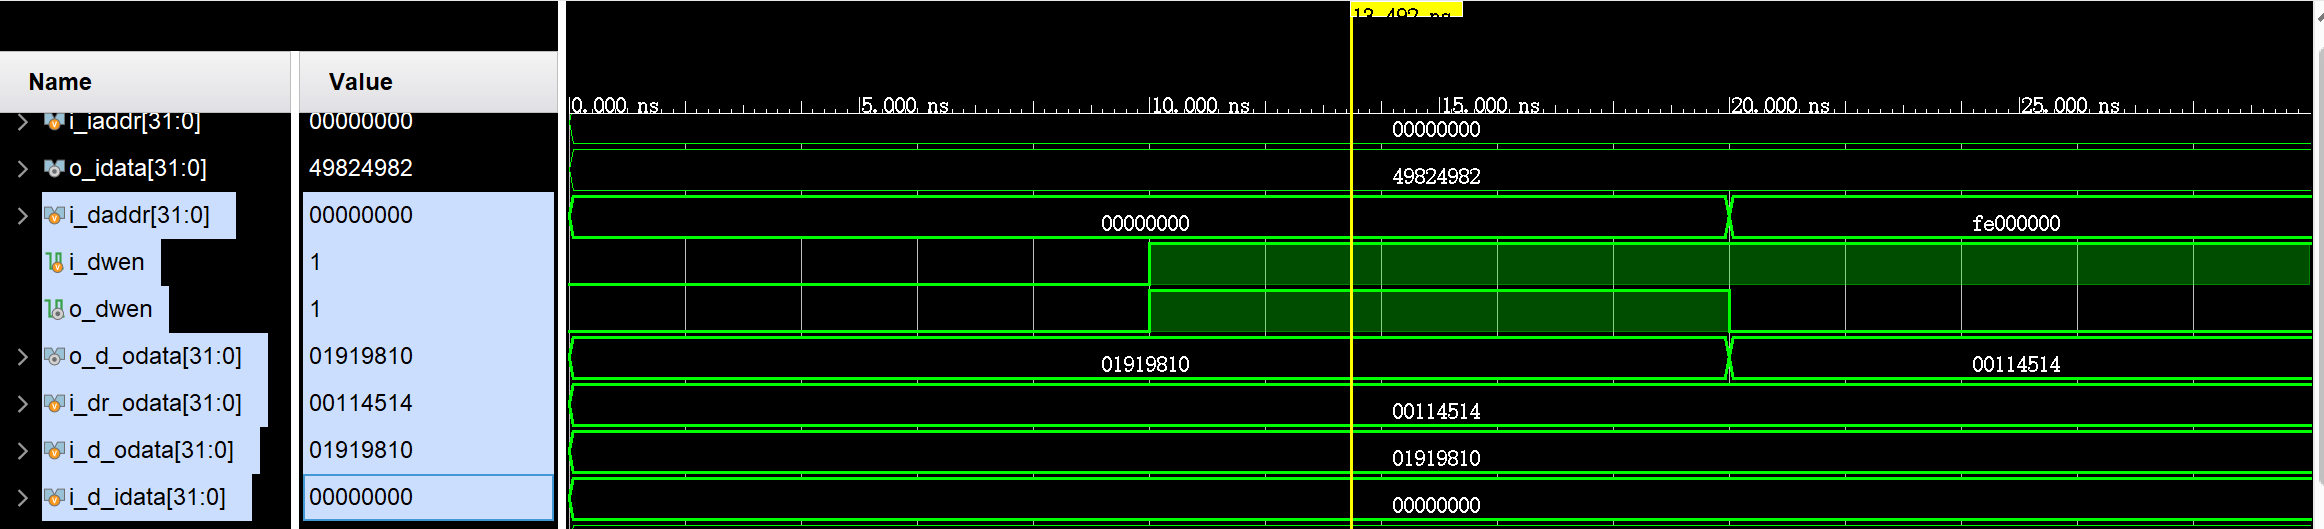 13.492 ns
Name Value
0.000 ns 5.000 ns 10.000 ns 15.000 ns 20.000 ns 25.000 ns
i_iaddr[31:0] 00000000 00000000
o_idata[31:0] 49824982 49824982
i_daddr[31:0] 00000000 00000000 fe000000
i_dwen 1
o_dwen 1
o_d_odata[31:0] 01919810 01919810 00114514
i_dr_odata[31:0] 00114514 00114514
i_d_odata[31:0] 01919810 01919810
i_d_idata[31:0] 00000000 00000000